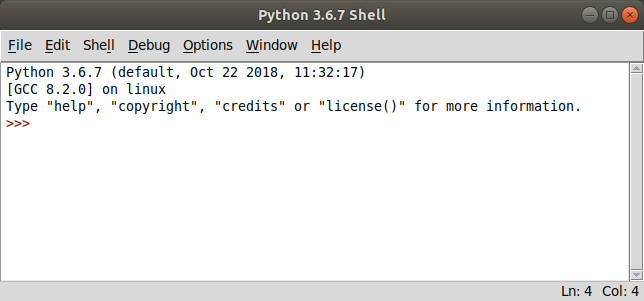 Python 3.6.7 Shell
File Edit Shell Debug Options Window Help
Python 3.6.7 (default, Oct 22 2018, 11:32:17)
[GCC 8.2.0] on linux
Type "help", "copyright", "credits" or "license()" for more information.
>>>
Ln: 4 Col: 4